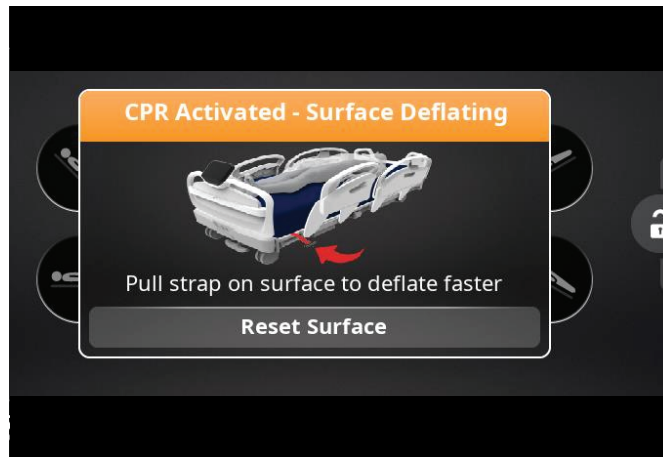 CPR Activated - Surface Deflating
Pull strap on surface to deflate faster
Reset Surface